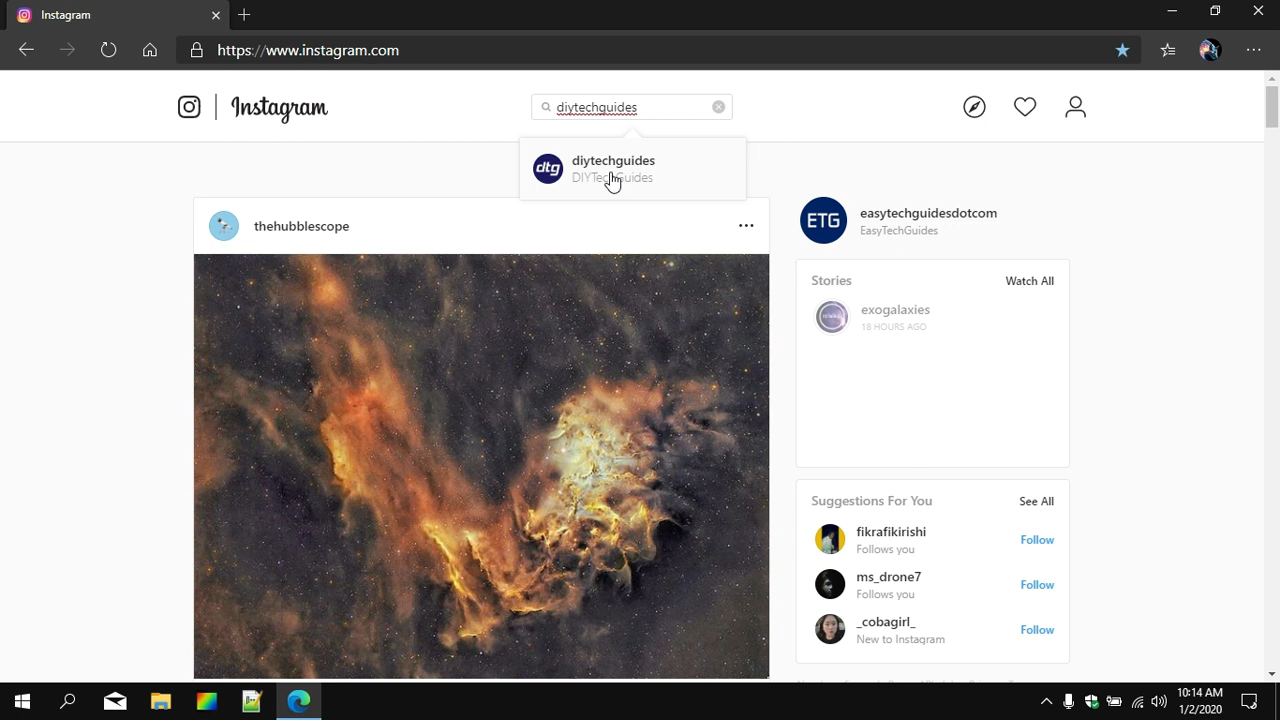 Instagram
https://www.instagram.com
Instagram
diytechguides
diytechguides
dtg
DIYTechGuides
thehubblescope
ETG
easytechguidesdotcom
EasyTechGuides
Stories
Watch All
exogalaxies
18 HOURS AGO
Suggestions For You
See All
fikrafikirishi
Follows you
Follow
ms_drone7
Follows you
Follow
_cobagirl_
New to Instagram
Follow
10:14 AM
1/2/2020